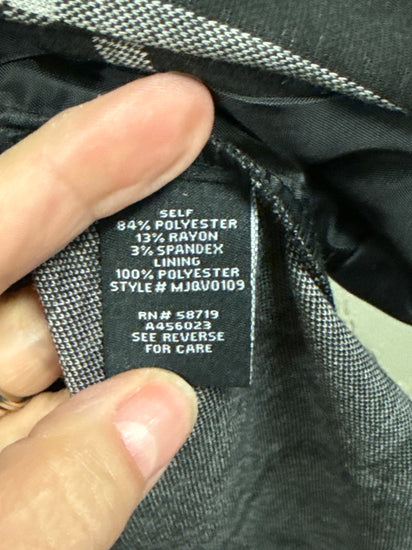 SELF
84% POLYESTER
13% RAYON
3% SPANDEX
LINING
100% POLYESTER
STYLE# MJQV0109
RN# 58719
A456023
SEE REVERSE
FOR CARE